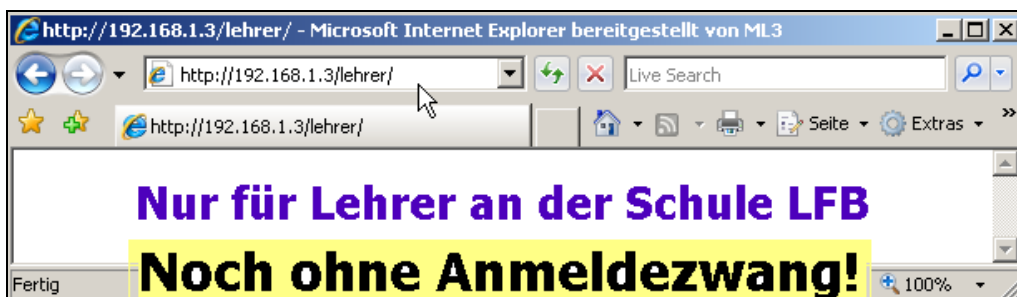 http://192.168.1.3/lehrer/ - Microsoft Internet Explorer bereitgestellt von ML3
http://192.168.1.3/lehrer/ Live Search
http://192.168.1.3/lehrer/ Seite Extras »
Nur für Lehrer an der Schule LFB
Noch ohne Anmeldezwang!
Fertig 100%